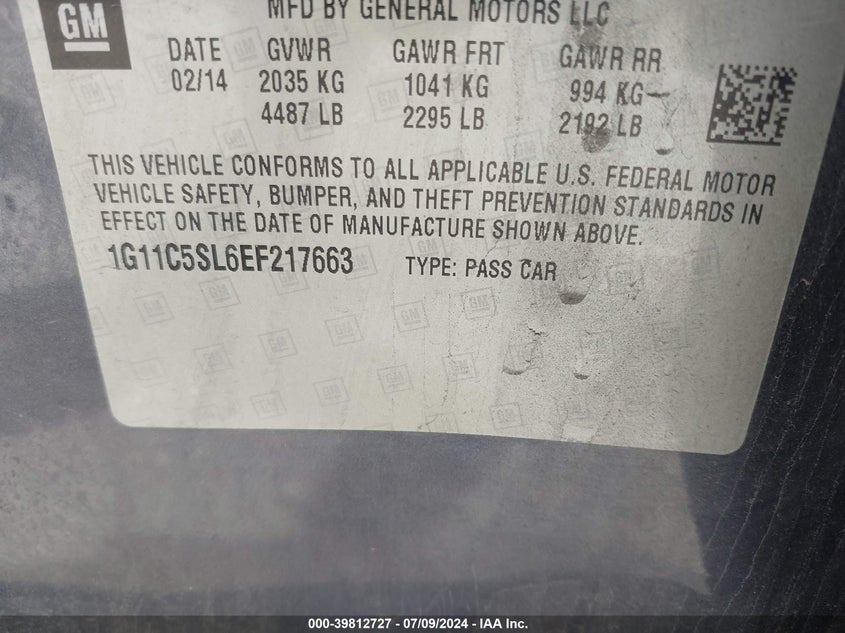 GM
MFD BY GENERAL MOTORS LLC
DATE GVWR GAWR FRT GAWR RR
02/14 2035 KG 1041 KG 994 KG
4487 LB 2295 LB 2192 LB
THIS VEHICLE CONFORMS TO ALL APPLICABLE U.S. FEDERAL MOTOR
VEHICLE SAFETY, BUMPER, AND THEFT PREVENTION STANDARDS IN
EFFECT ON THE DATE OF MANUFACTURE SHOWN ABOVE.
1G11C5SL6EF217663 TYPE: PASS CAR
000-39812727 - 07/09/2024 - IAA Inc.